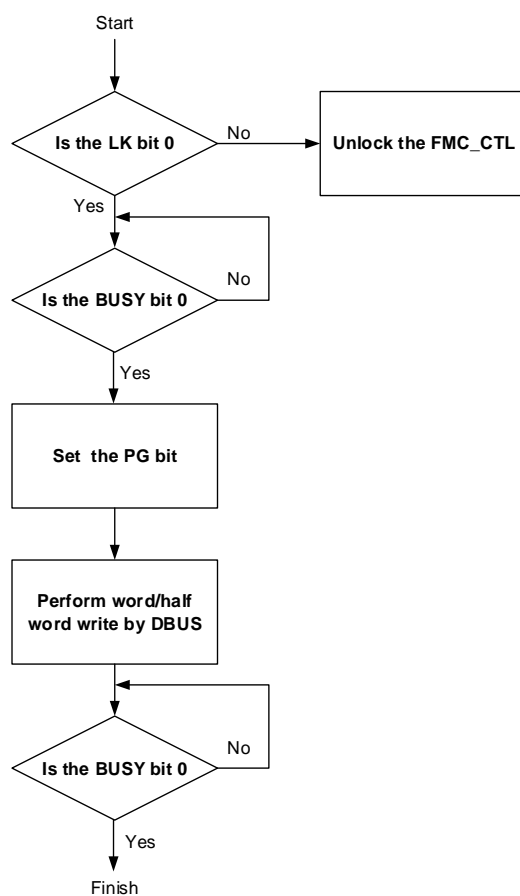 Start
Is the LK bit 0
No
Unlock the FMC_CTL
Yes
Is the BUSY bit 0
No
Yes
Set the PG bit
Perform word/half
word write by DBUS
Is the BUSY bit 0
No
Yes
Finish